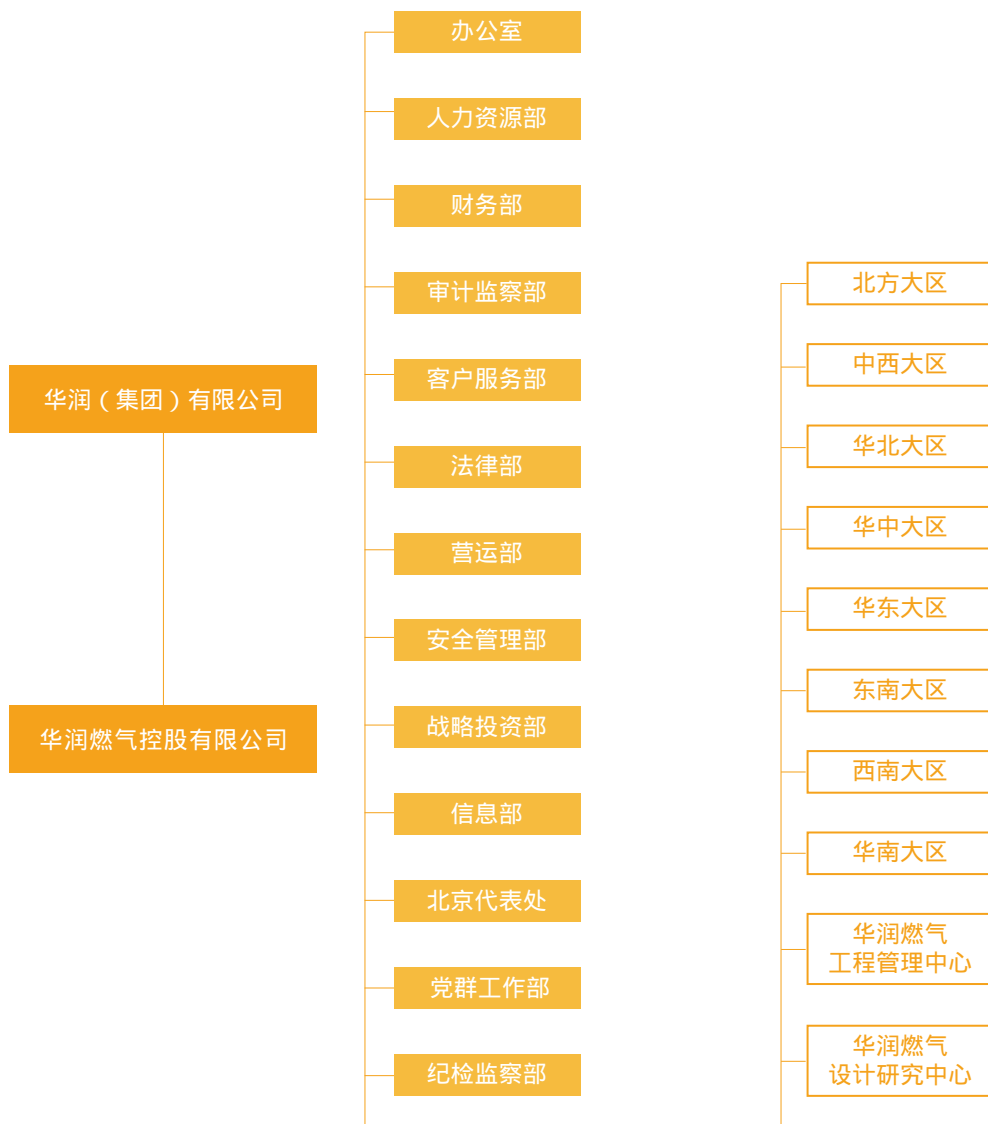 华润（集团）有限公司
华润燃气控股有限公司
办公室
人力资源部
财务部
审计监察部
客户服务部
法律部
营运部
安全管理部
战略投资部
信息部
北京代表处
党群工作部
纪检监察部
北方大区
中西大区
华北大区
华中大区
华东大区
东南大区
西南大区
华南大区
华润燃气
工程管理中心
华润燃气
设计研究中心